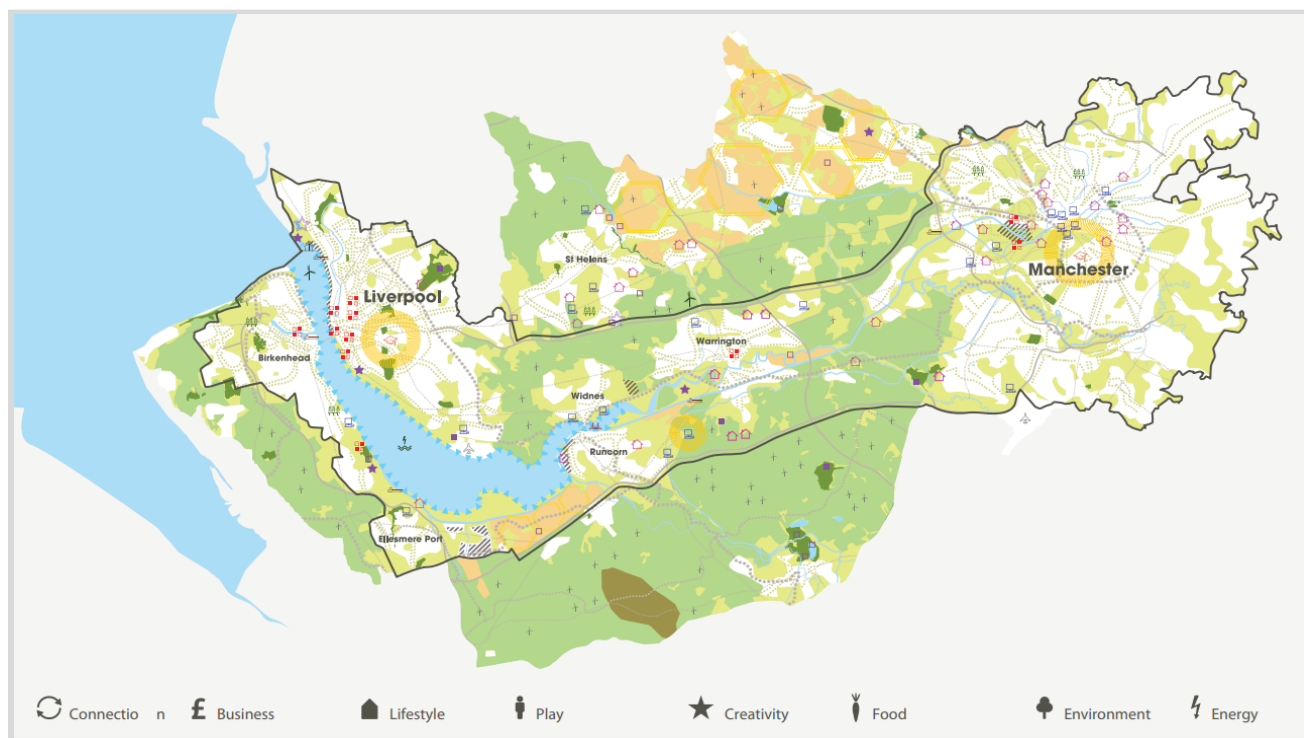 Liverpool
Birkenhead
St Helens
Manchester
Warrington
Widnes
Runcorn
Ellesmere Port
Connectio n
£ Business
Lifestyle
Play
Creativity
Food
Environment
Energy